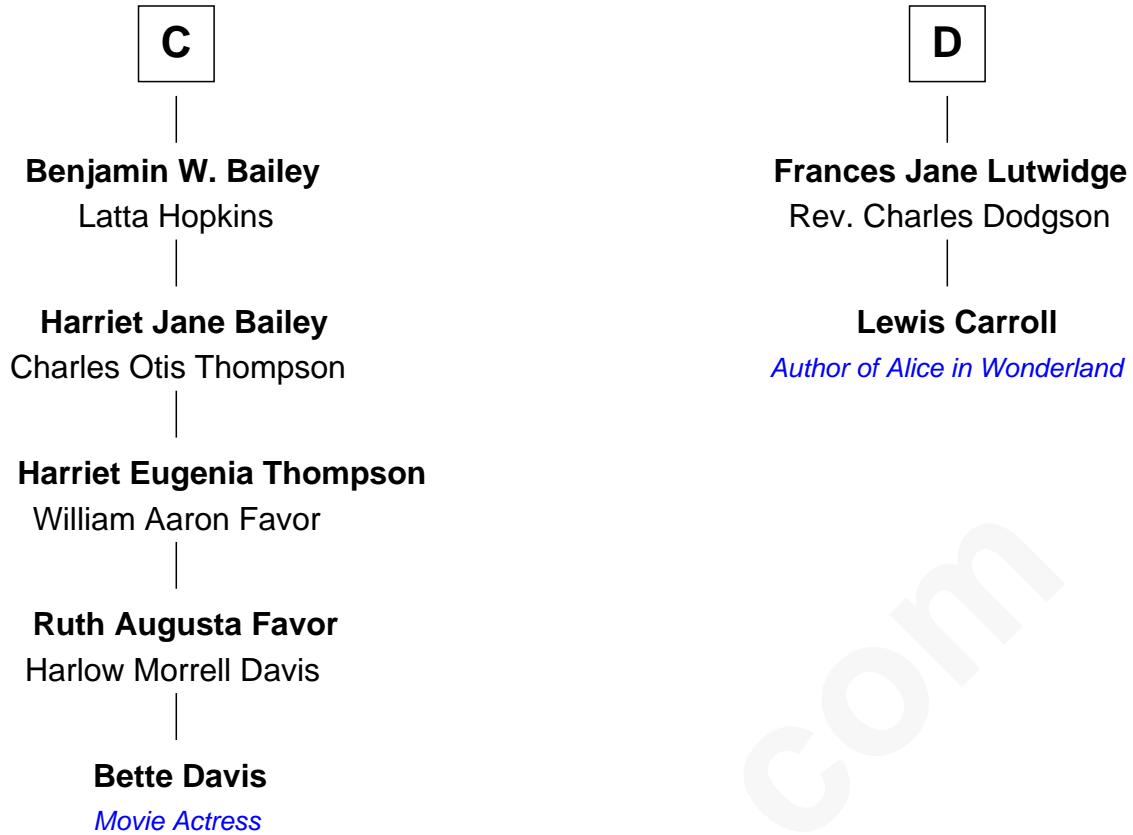 C
Benjamin W. Bailey
Latta Hopkins
Harriet Jane Bailey
Charles Otis Thompson
Harriet Eugenia Thompson
William Aaron Favor
Ruth Augusta Favor
Harlow Morrell Davis
Bette Davis
Movie Actress
D
Frances Jane Lutwidge
Rev. Charles Dodgson
Lewis Carroll
Author of Alice in Wonderland
com